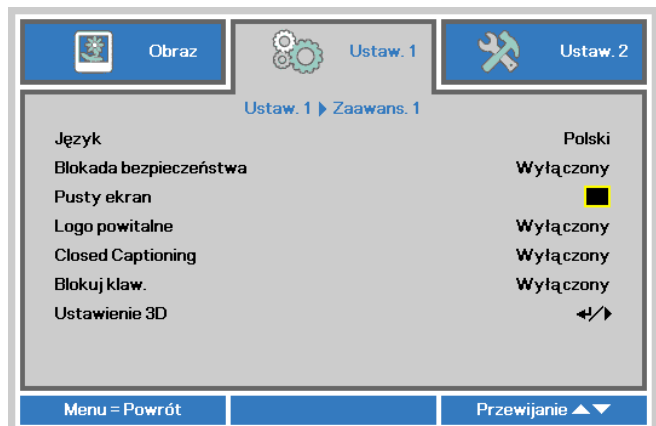 Obraz
Ustaw. 1
Ustaw. 2
Ustaw. 1 Zaawans. 1
Język Polski
Blokada bezpieczeństwa Wyłączony
Pusty ekran
Logo powitalne Wyłączony
Closed Captioning Wyłączony
Blokuj klaw. Wyłączony
Ustawienie 3D
Menu = Powrót
Przewijanie